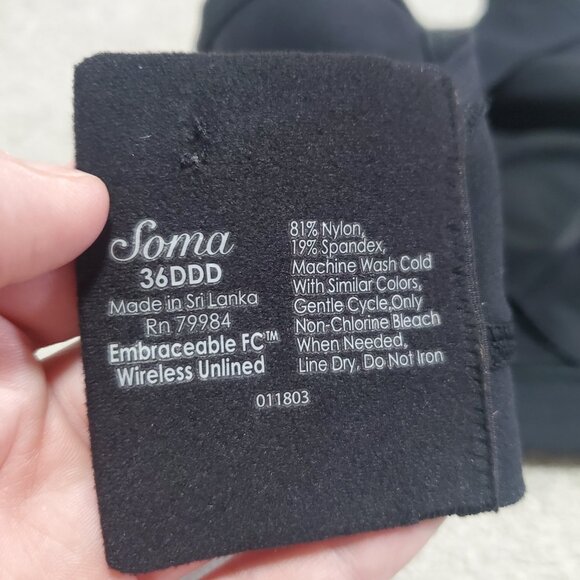 Soma
36DDD
Made in Sri Lanka
Rn 79984
Embraceable FC™
Wireless Unlined
81% Nylon,
19% Spandex,
Machine Wash Cold
With Similar Colors,
Gentle Cycle,Only
Non-Chlorine Bleach
When Needed,
Line Dry, Do Not Iron
011803